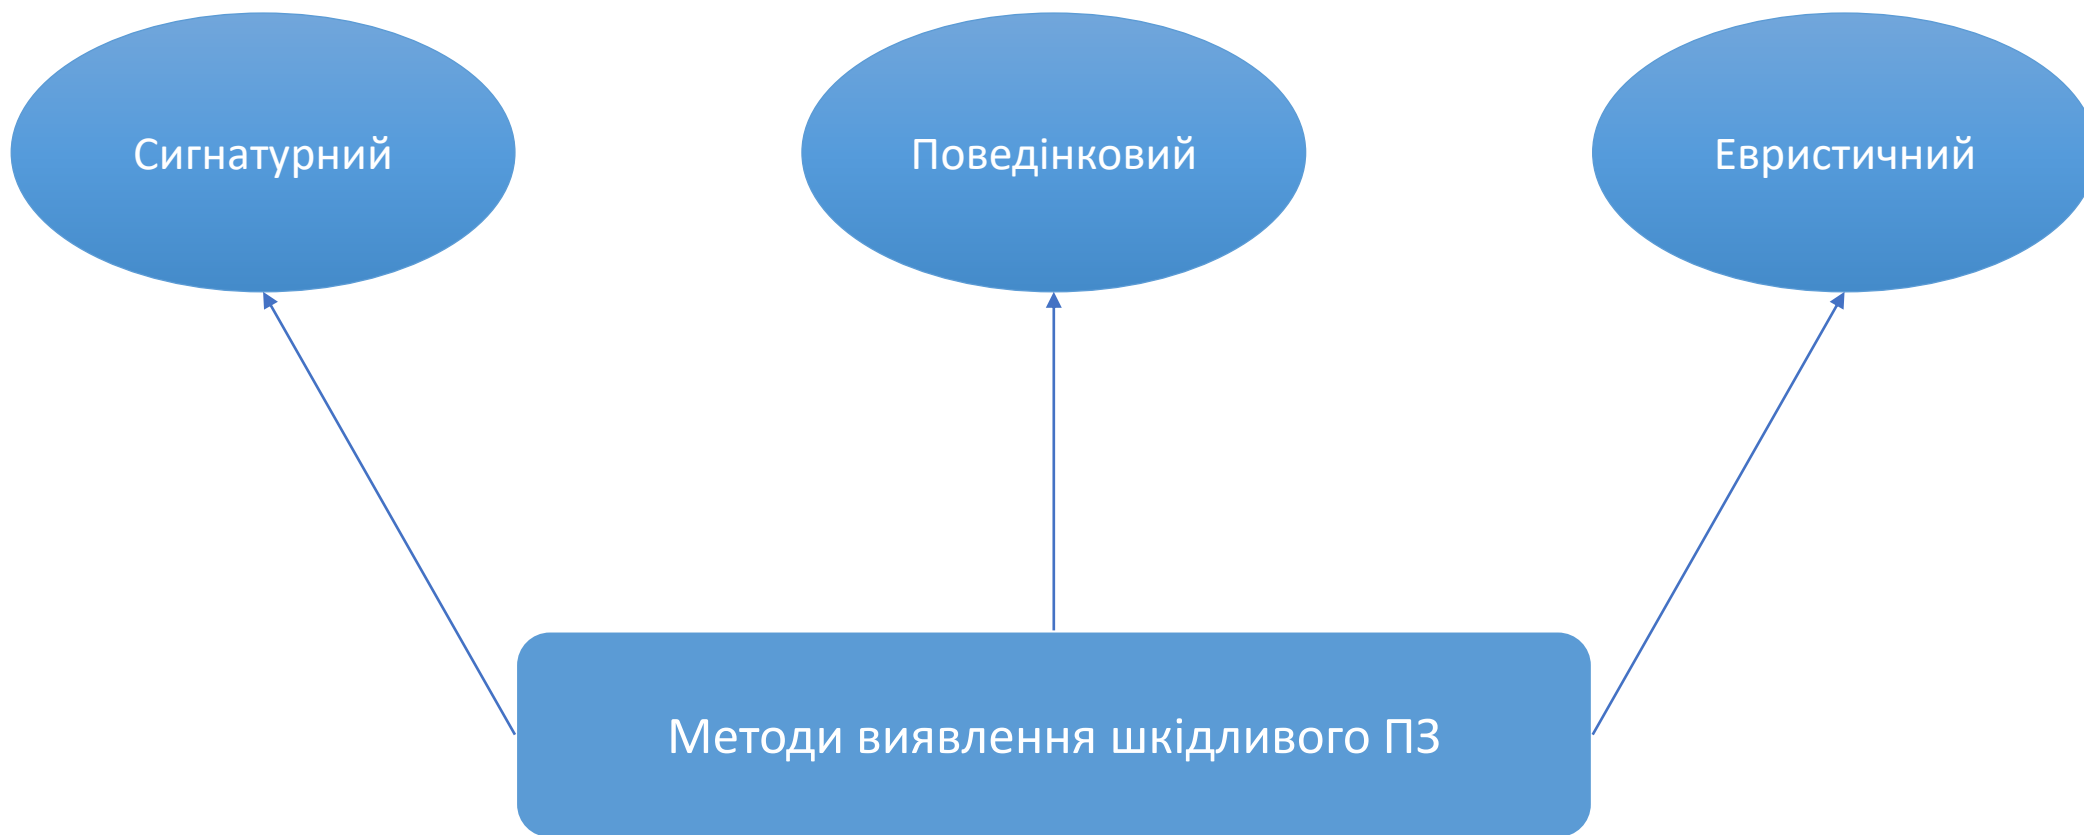 Сигнатурний
Поведінковий
Евристичний
Методи виявлення шкідливого ПЗ